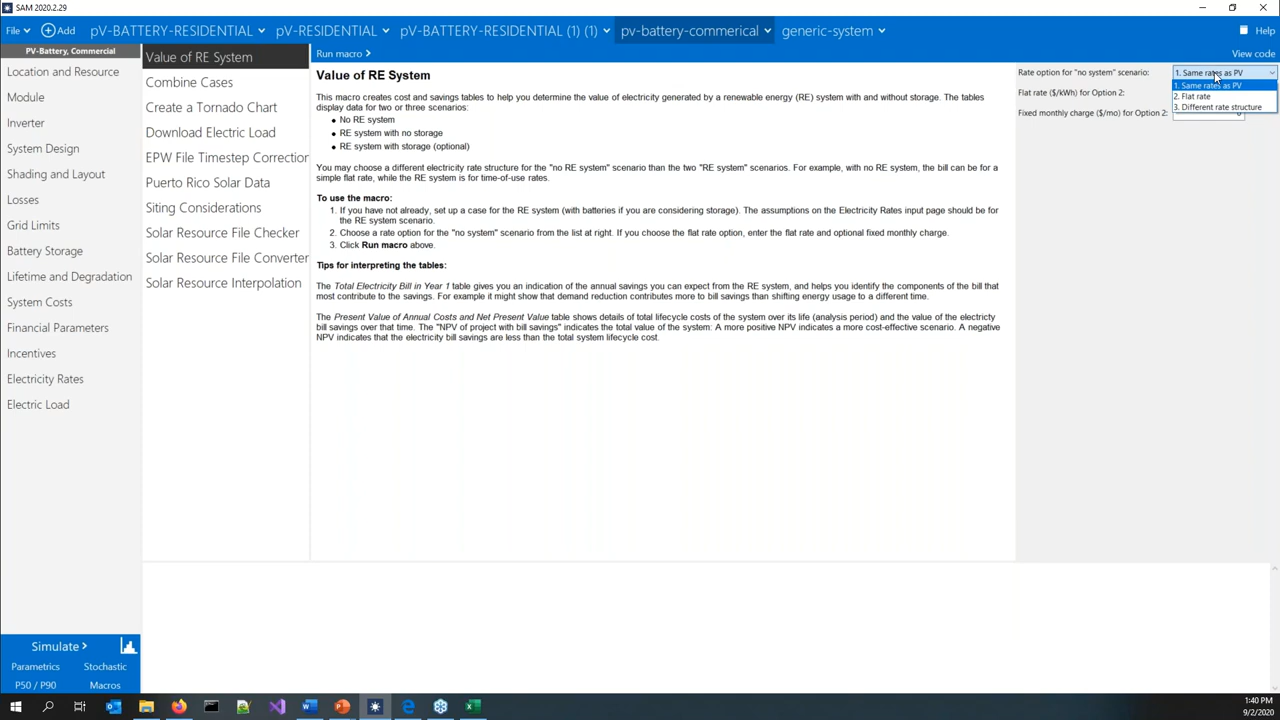 SAM 2020.2.29
File
Add
pV-BATTERY-RESIDENTIAL
pV-RESIDENTIAL
pV-BATTERY-RESIDENTIAL (1) (1)
pv-battery-commerical
generic-system
Help
PV-Battery, Commercial
Location and Resource
Module
Inverter
System Design
Shading and Layout
Losses
Grid Limits
Battery Storage
Lifetime and Degradation
System Costs
Financial Parameters
Incentives
Electricity Rates
Electric Load
Simulate >
Parametrics
Stochastic
P50 / P90
Macros
Value of RE System
Combine Cases
Create a Tornado Chart
Download Electric Load
EPW File Timestep Correction
Puerto Rico Solar Data
Siting Considerations
Solar Resource File Checker
Solar Resource File Converter
Solar Resource Interpolation
Run macro >
View code
Value of RE System
This macro creates cost and savings tables to help you determine the value of electricity generated by a renewable energy (RE) system with and without storage. The tables
display data for two or three scenarios:
• No RE system
• RE system with no storage
• RE system with storage (optional)
You may choose a different electricity rate structure for the "no RE system" scenario than the two "RE system" scenarios. For example, with no RE system, the bill can be for a
simple flat rate, while the RE system is for time-of-use rates.
To use the macro:
1. If you have not already, set up a case for the RE system (with batteries if you are considering storage). The assumptions on the Electricity Rates input page should be for
the RE system scenario.
2. Choose a rate option for the "no system" scenario from the list at right. If you choose the flat rate option, enter the flat rate and optional fixed monthly charge.
3. Click Run macro above.
Tips for interpreting the tables:
The Total Electricity Bill in Year 1 table gives you an indication of the annual savings you can expect from the RE system, and helps you identify the components of the bill that
most contribute to the savings. For example it might show that demand reduction contributes more to bill savings than shifting energy usage to a different time.
The Present Value of Annual Costs and Net Present Value table shows details of total lifecycle costs of the system over its life (analysis period) and the value of the electricty
bill savings over that time. The "NPV of project with bill savings" indicates the total value of the system: A more positive NPV indicates a more cost-effective scenario. A negative
NPV indicates that the electricity bill savings are less than the total system lifecycle cost.
Rate option for "no system" scenario:
1. Same rates as PV
1. Same rates as PV
2. Flat rate
3. Different rate structure
Flat rate ($/kWh) for Option 2:
Fixed monthly charge ($/mo) for Option 2:
1:40 PM
9/2/2020